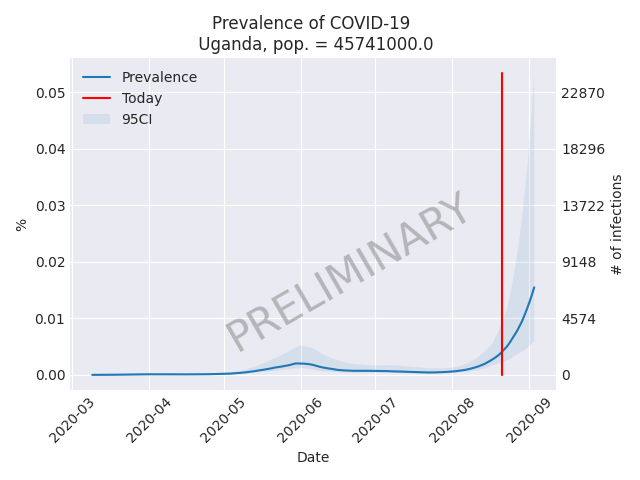 Prevalence of COVID-19
Uganda, pop. = 45741000.0
Prevalence
Today
95CI
0.05
0.04
0.03
0.02
0.01
0.00
%
22870
18296
13722
9148
4574
0
# of infections
PRELIMINARY
2020-03
2020-04
2020-05
2020-06
2020-07
2020-08
2020-09
Date